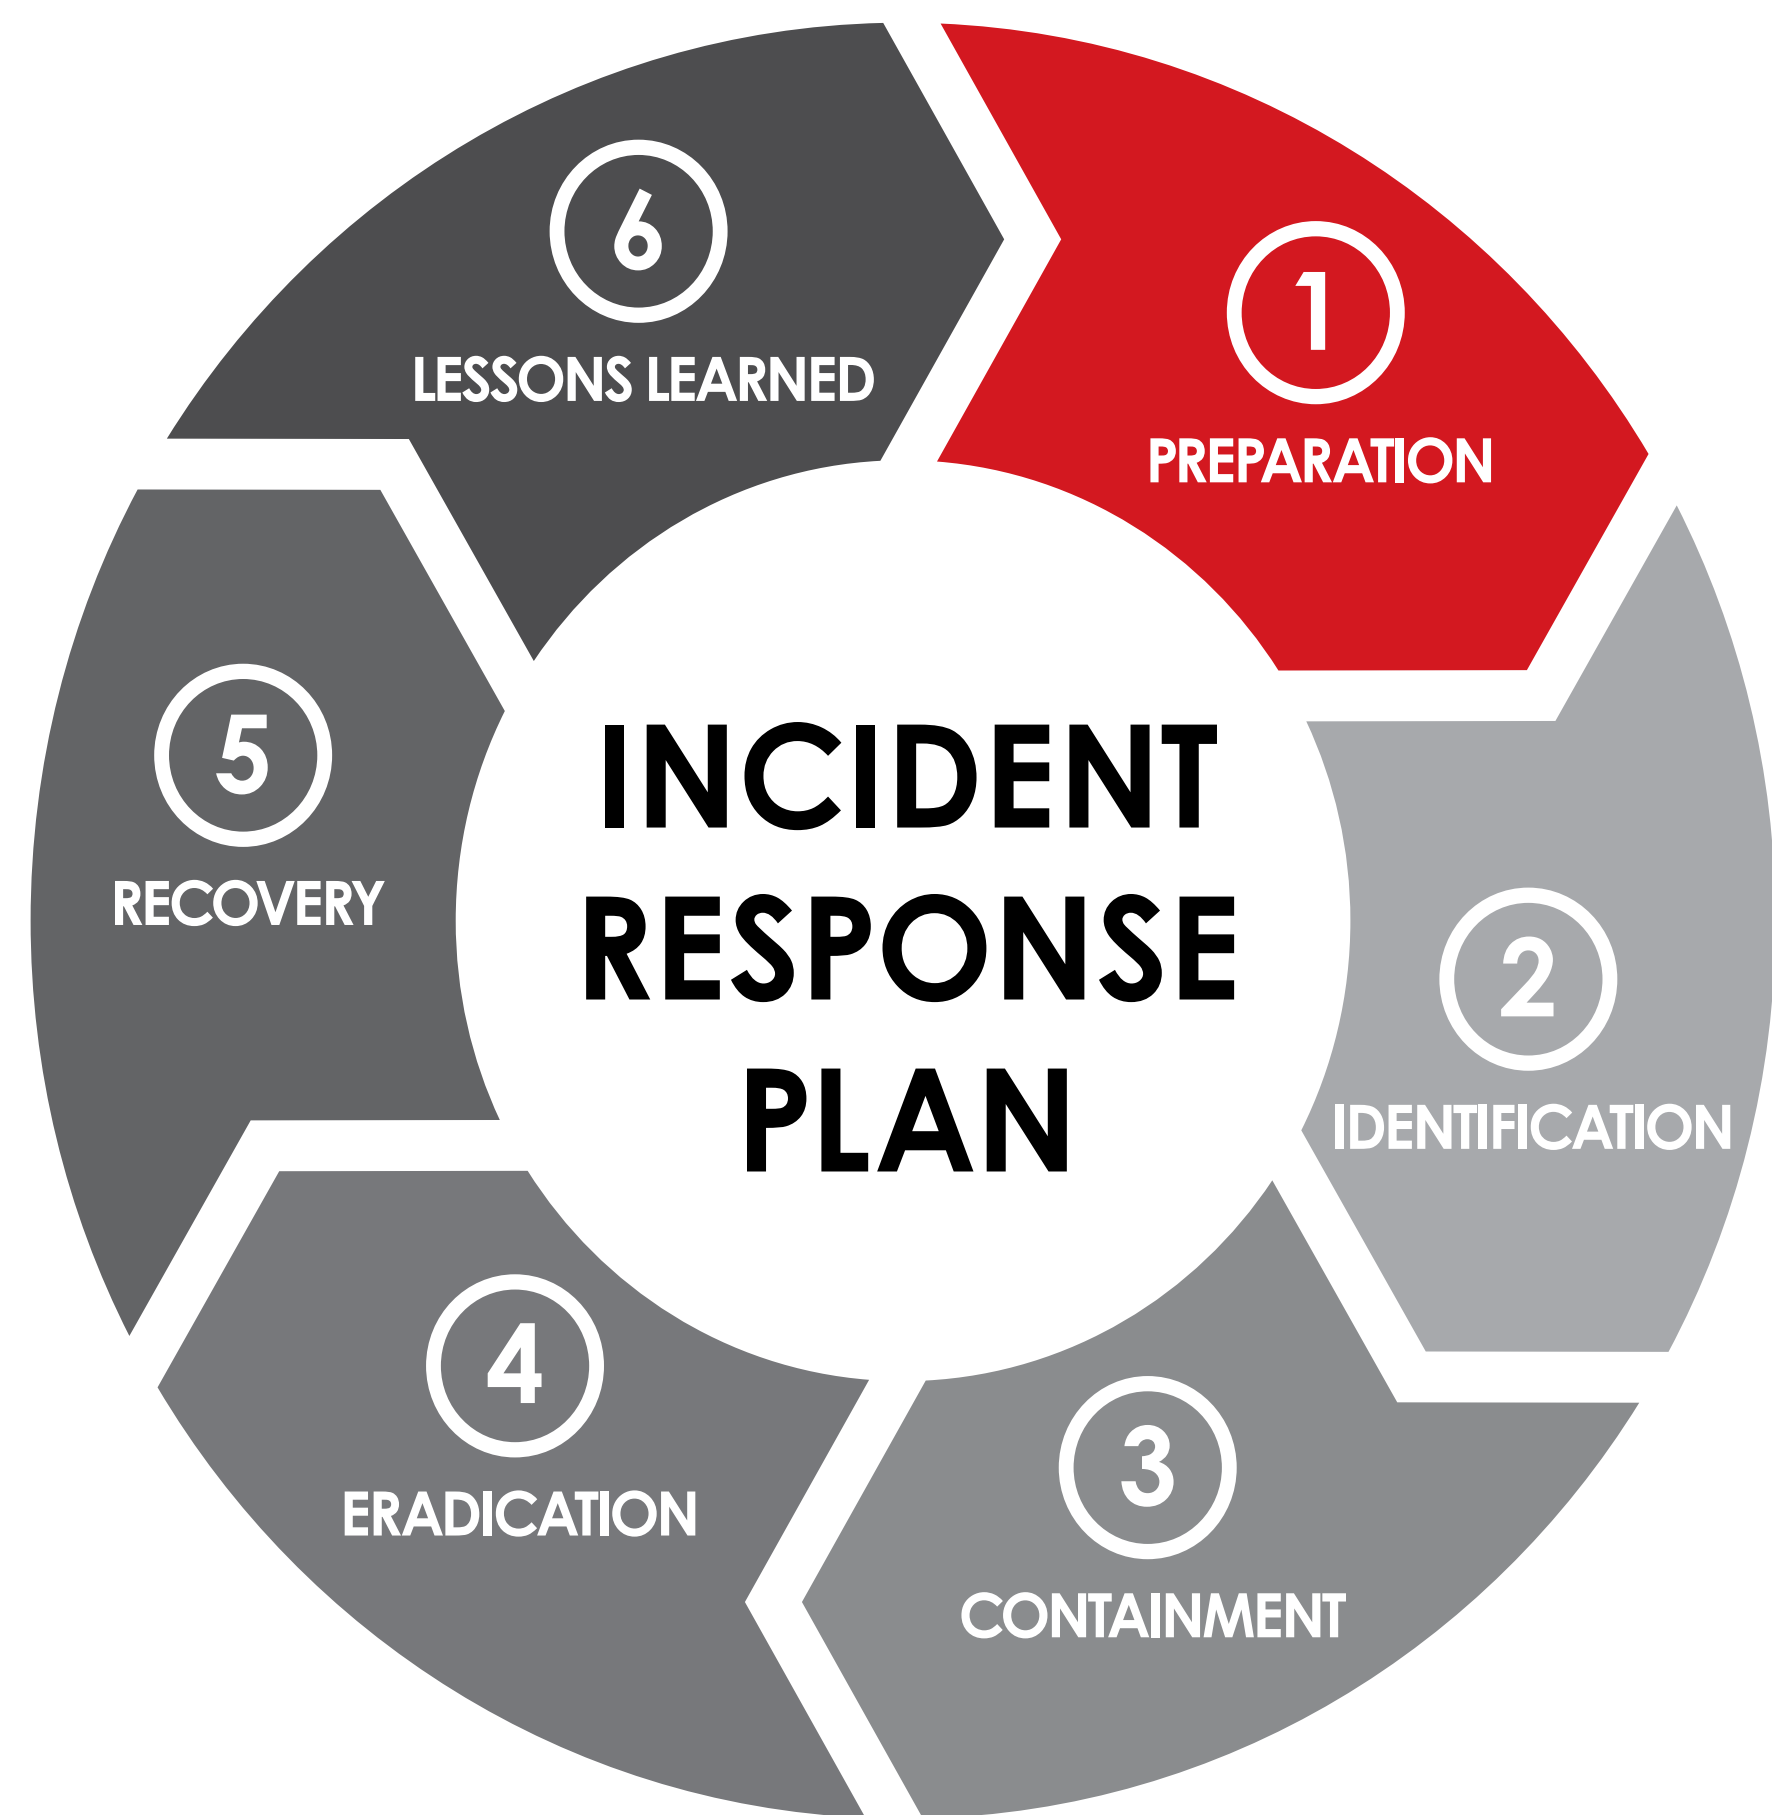 INCIDENT
RESPONSE
PLAN
1
PREPARATION
2
IDENTIFICATION
3
CONTAINMENT
4
ERADICATION
5
RECOVERY
6
LESSONS LEARNED